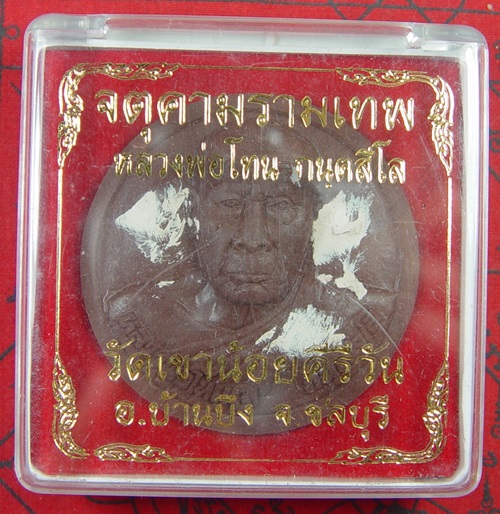 จตุคามรามเทพ
หลวงพ่อโทน กนฺตสีโล
วัดเขาน้อยคีรีวัน
อ.บ้านบึง จ.ชลบุรี